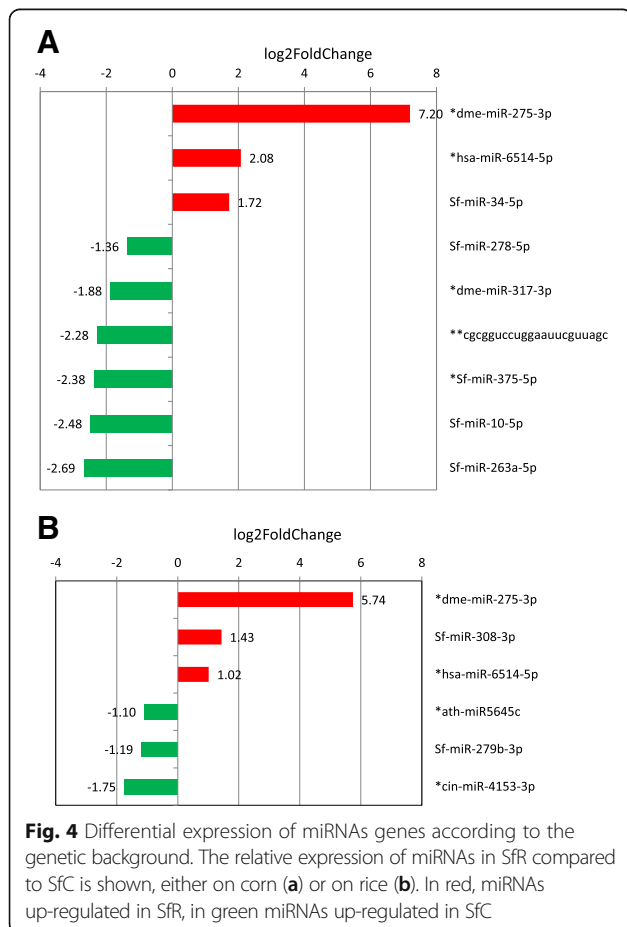 A
log2FoldChange
-4 -2 0 2 4 6 8
7.20 *dme-miR-275-3p
2.08 *hsa-miR-6514-5p
1.72 Sf-miR-34-5p
-1.36 Sf-miR-278-5p
-1.88 *dme-miR-317-3p
-2.28 **cgcgguccuggaauucguuagc
-2.38 *Sf-miR-375-5p
-2.48 Sf-miR-10-5p
-2.69 Sf-miR-263a-5p
B
log2FoldChange
-4 -2 0 2 4 6 8
5.74 *dme-miR-275-3p
1.43 Sf-miR-308-3p
1.02 *hsa-miR-6514-5p
-1.10 *ath-miR5645c
-1.19 Sf-miR-279b-3p
-1.75 *cin-miR-4153-3p
Fig. 4 Differential expression of miRNAs genes according to the
genetic background. The relative expression of miRNAs in SfR compared
to SfC is shown, either on corn (a) or on rice (b). In red, miRNAs
up-regulated in SfR, in green miRNAs up-regulated in SfC